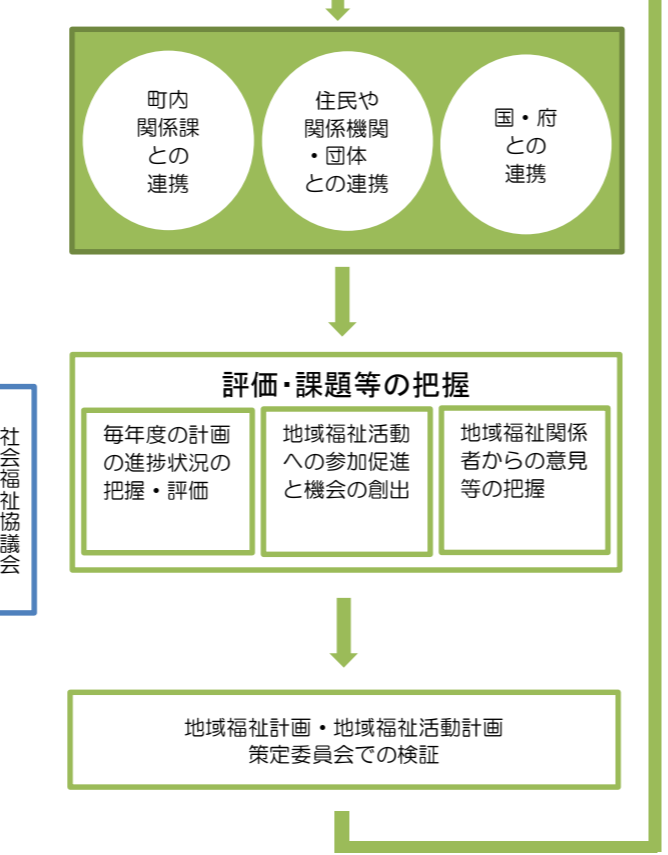 町内
関係課
との
連携
住民や
関係機関
・団体
との連携
国・府
との
連携
評価・課題等の把握
毎年度の計画
の進捗状況の
把握・評価
地域福祉活動
への参加促進
と機会の創出
地域福祉関係
者からの意見
等の把握
社会福祉協議会
地域福祉計画・地域福祉活動計画
策定委員会での検証